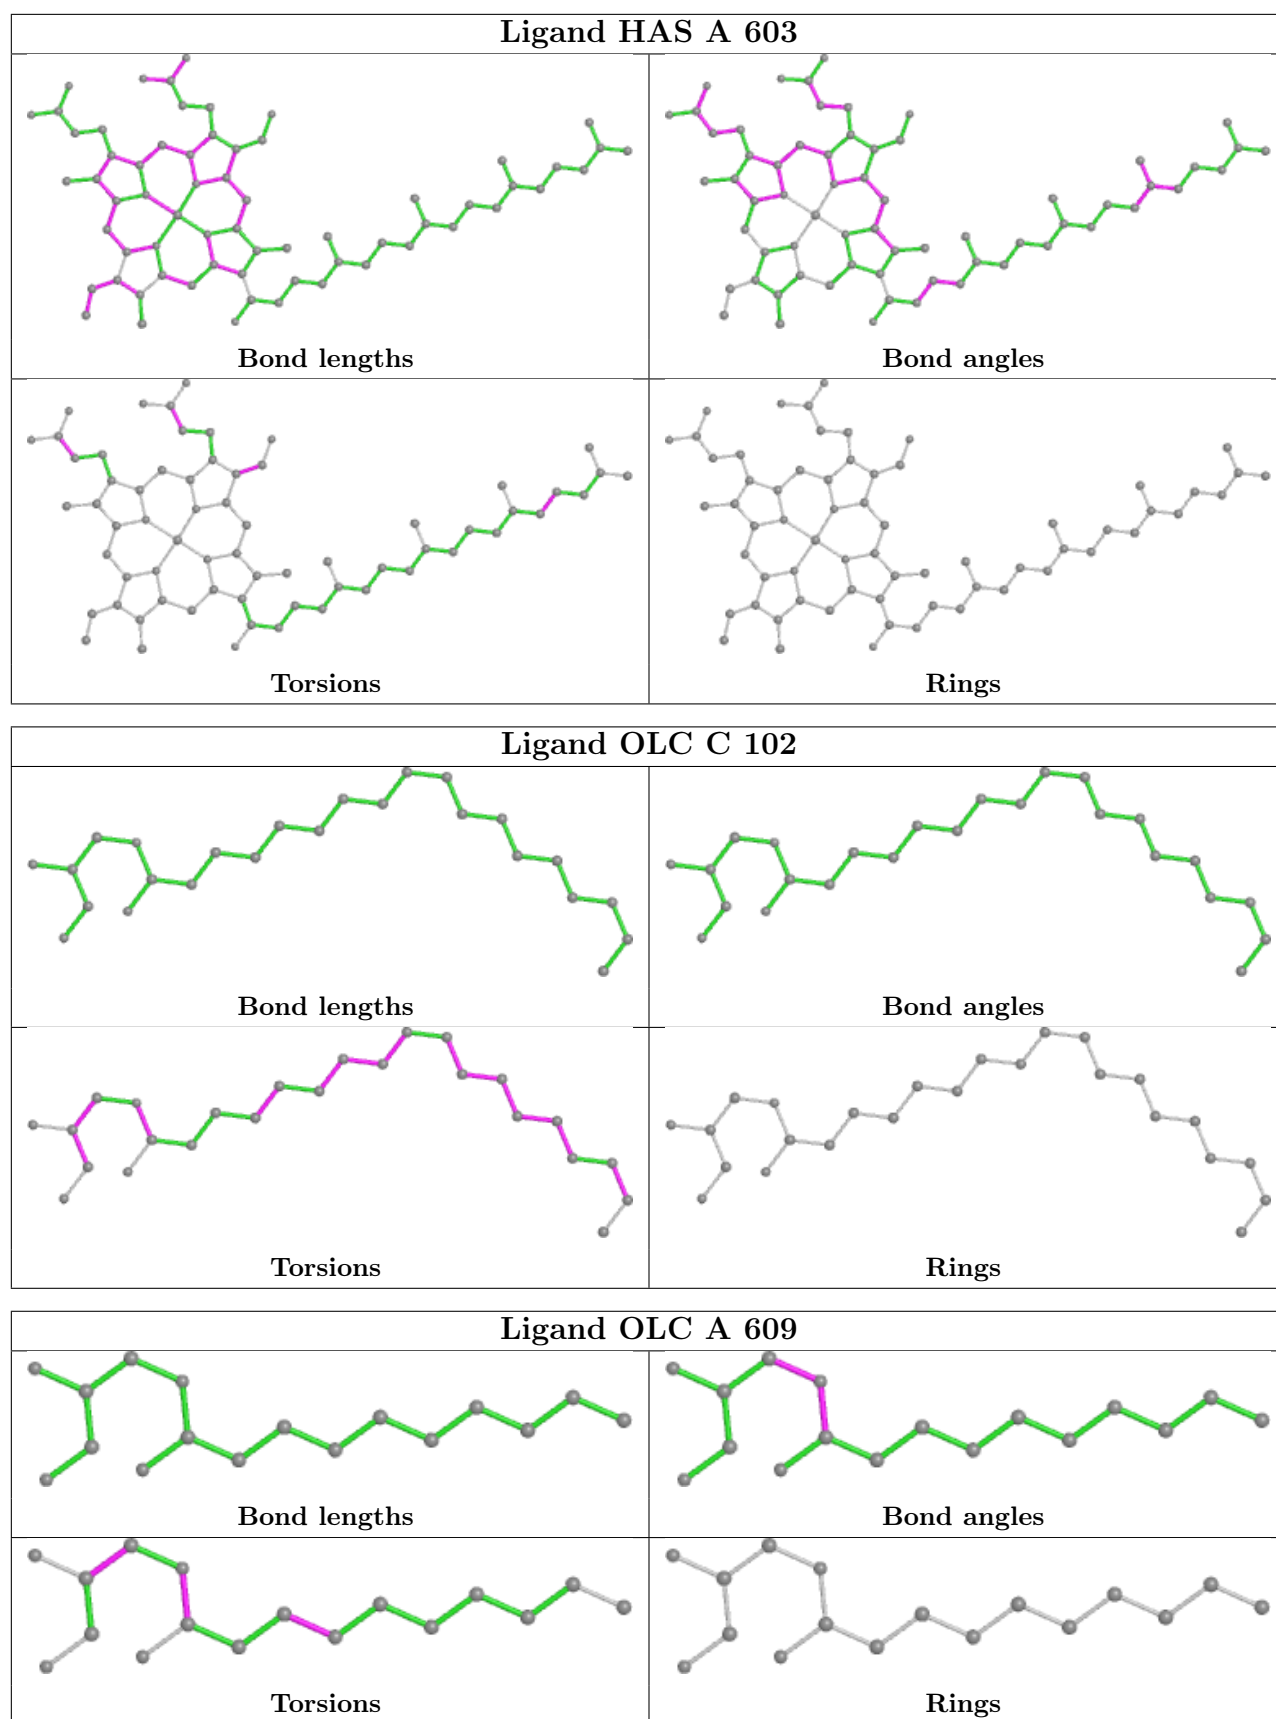 Ligand HAS A 603
Bond lengths
Bond angles
Torsions
Rings
Ligand OLC C 102
Bond lengths
Bond angles
Torsions
Rings
Ligand OLC A 609
Bond lengths
Bond angles
Torsions
Rings